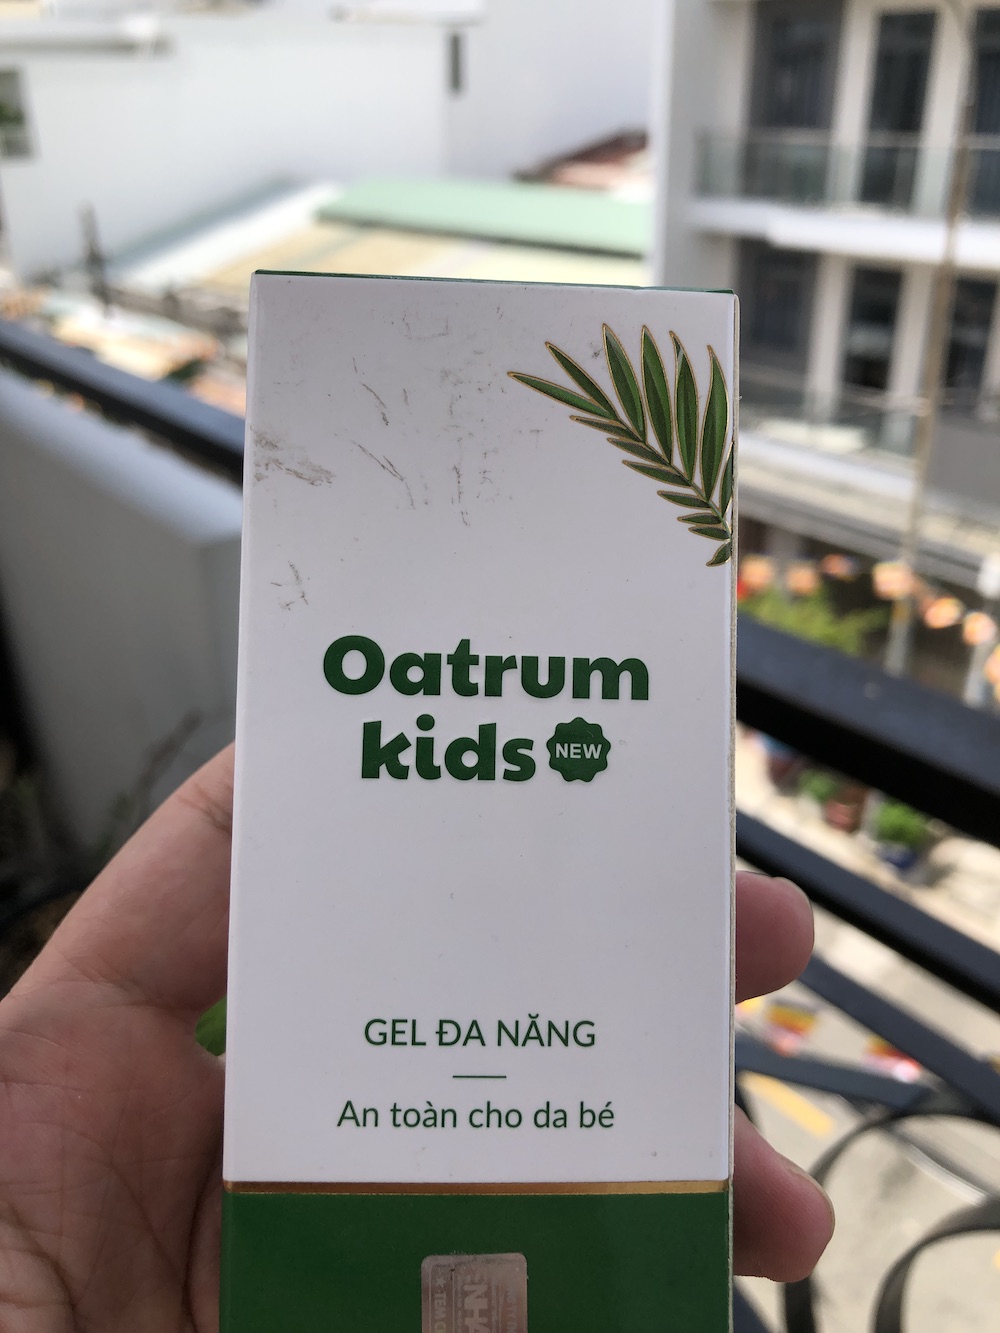 Oatrum
kids NEW
GEL ĐA NĂNG
An toàn cho da bé